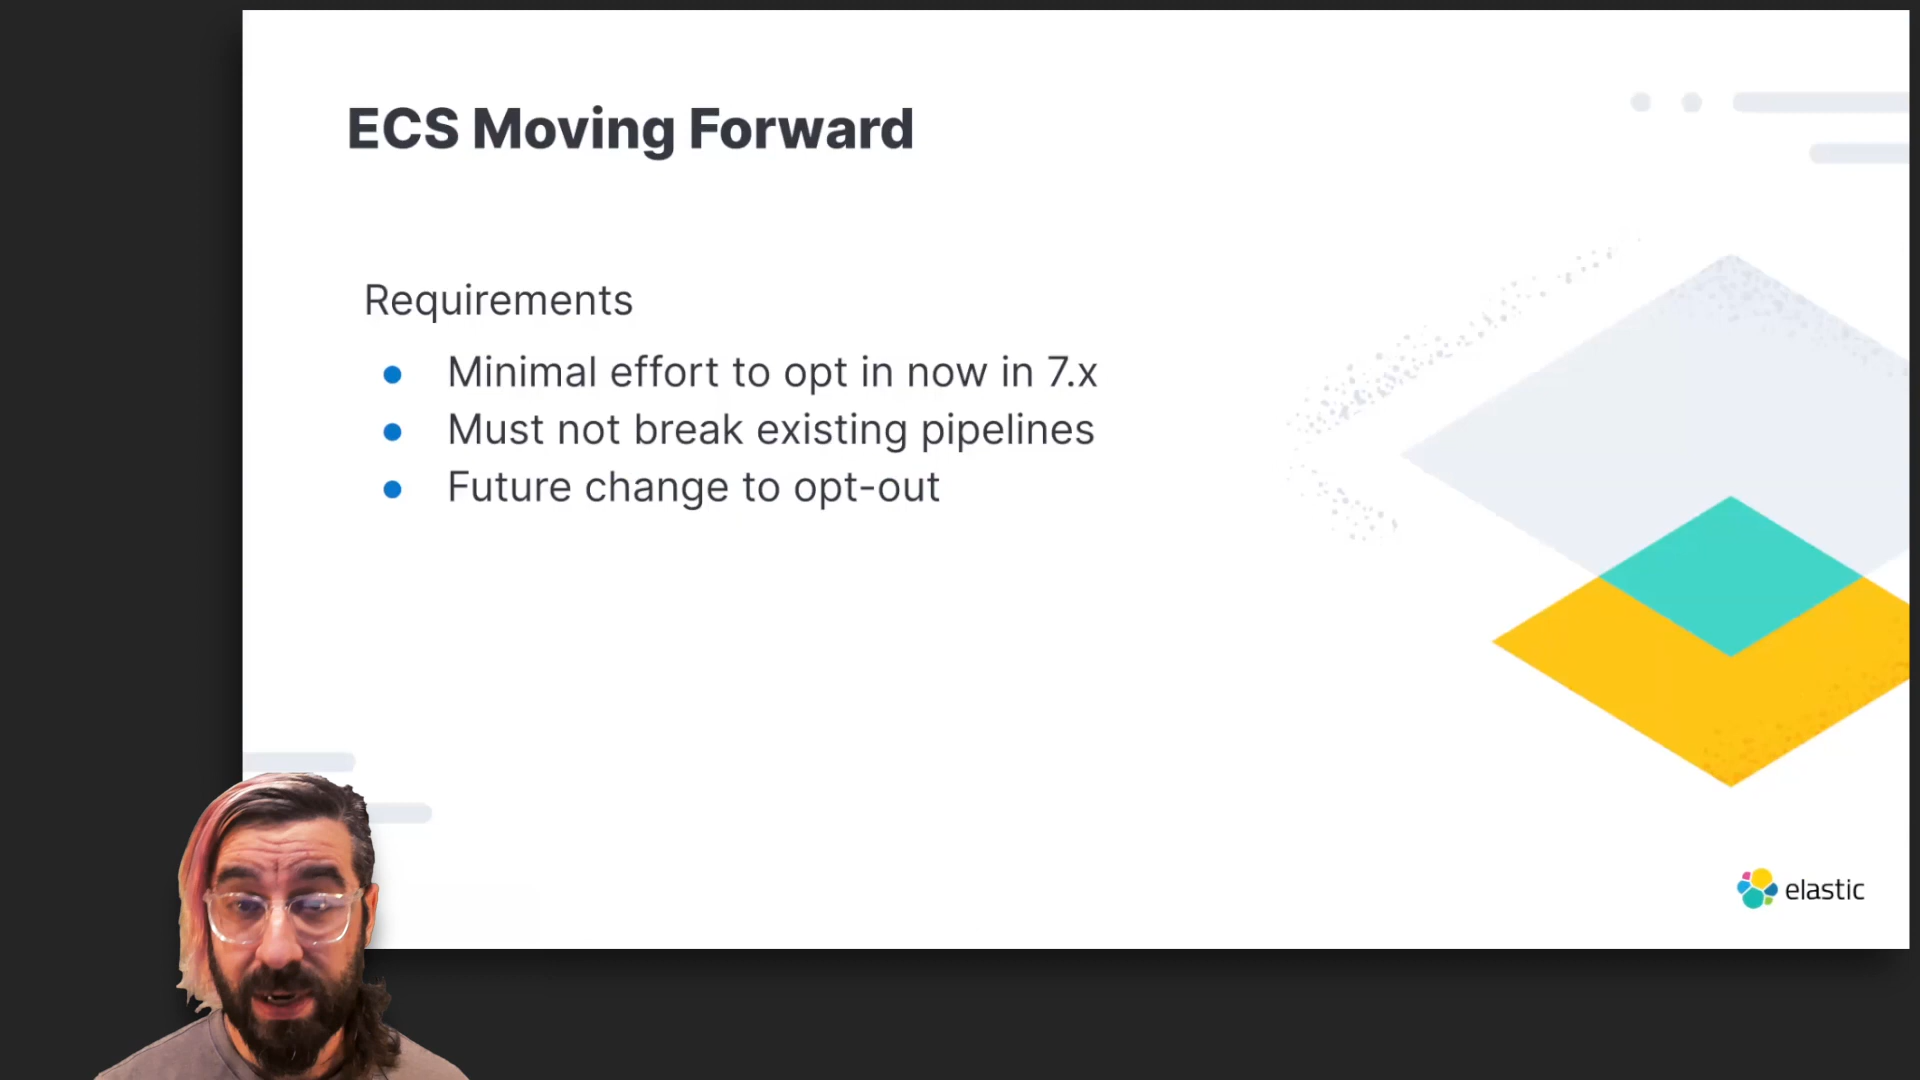 ECS Moving Forward
Requirements
Minimal effort to opt in now in 7.x
Must not break existing pipelines
Future change to opt-out
elastic